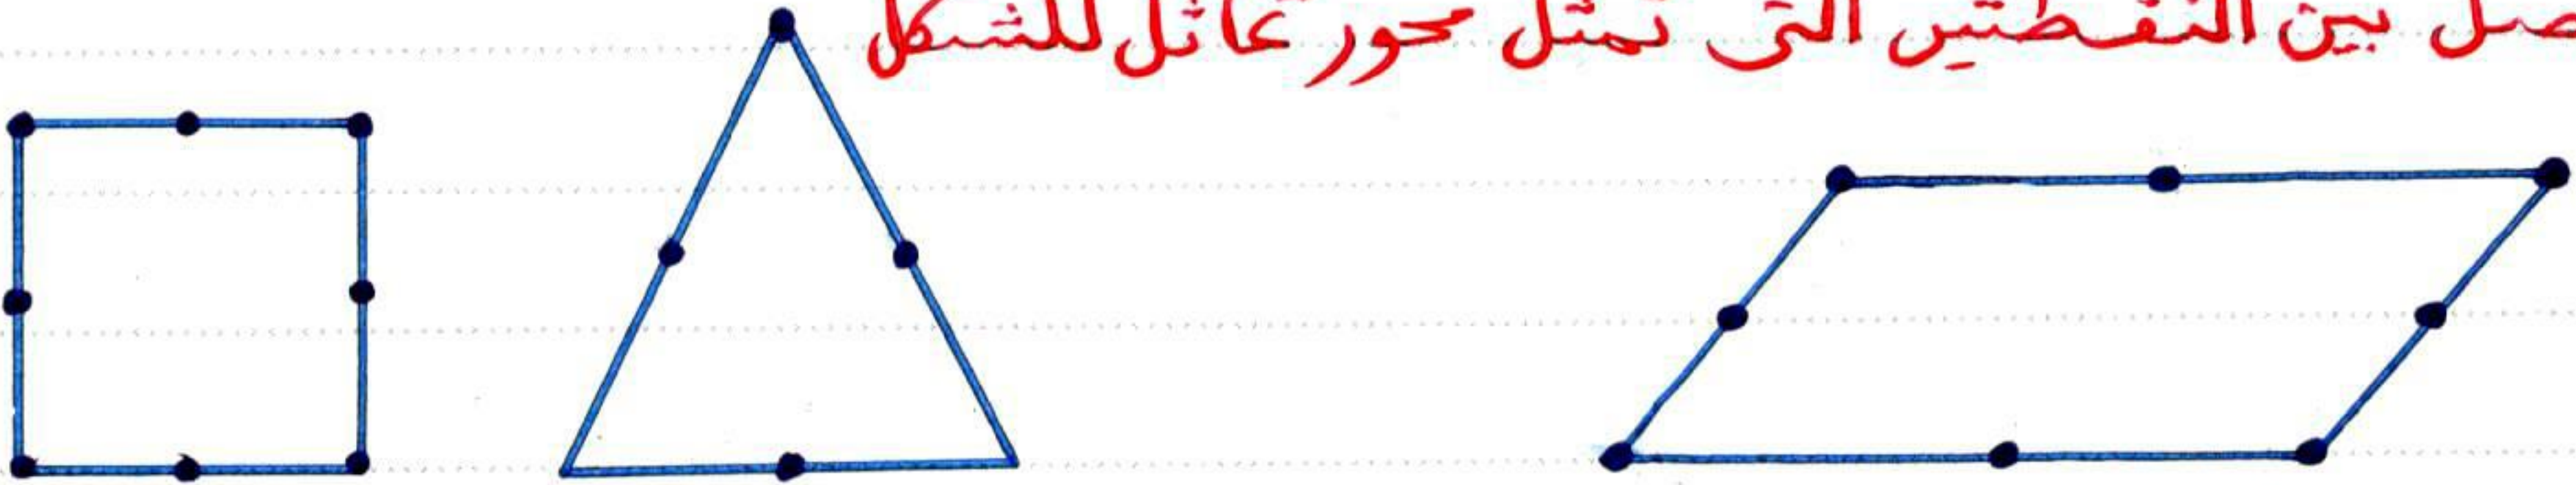 صل بين النقطتين التى تمثل محور تماثل للشكل